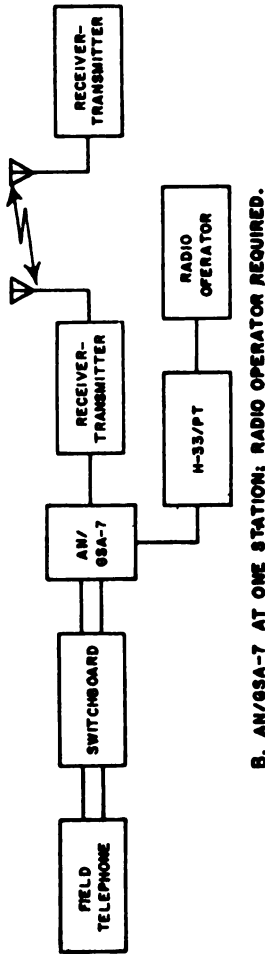 FIELD
TELEPHONE
SWITCHBOARD
AN/
GSA-7
RECEIVER-
TRANSMITTER
RECEIVER-
TRANSMITTER
H-33/PT
RADIO
OPERATOR
B. AN/GSA-7 AT ONE STATION; RADIO OPERATOR REQUIRED.